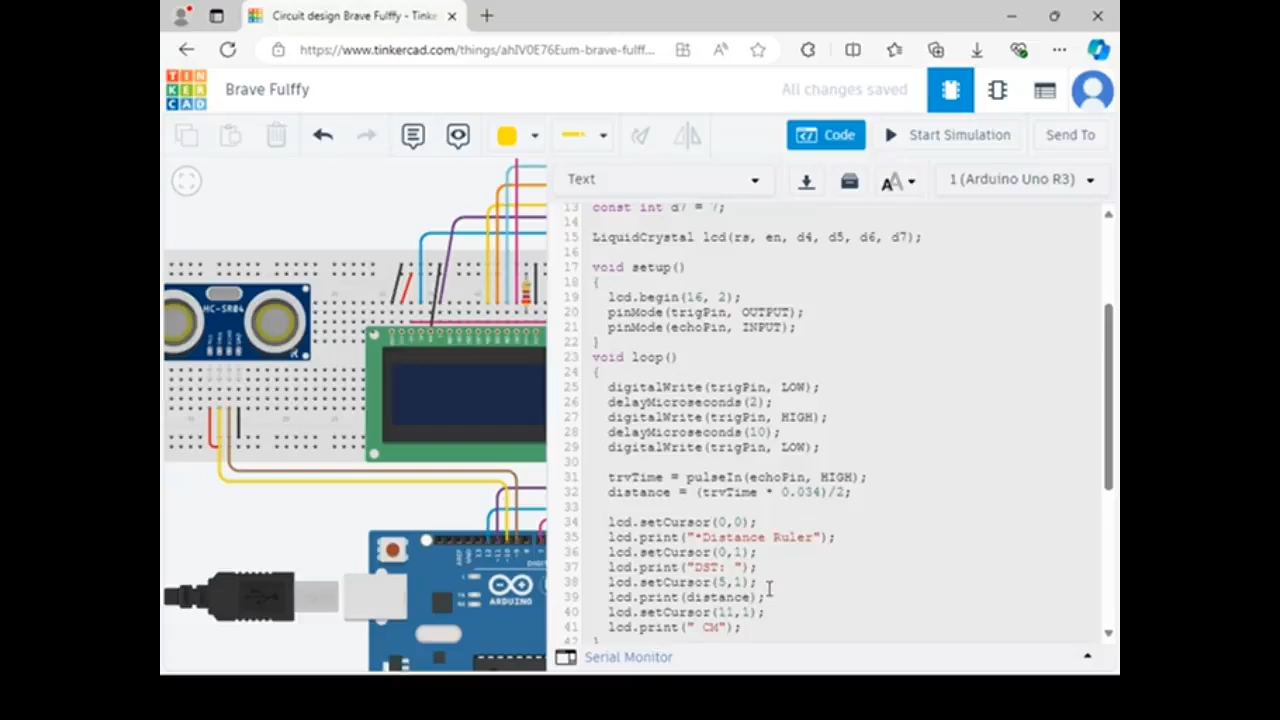 Circuit design Brave Fulffy - Tinke
https://www.tinkercad.com/things/ahIV0E76Eum-brave-fulff...
TIN
KER
CAD
Brave Fulffy
All changes saved
Code
Start Simulation
Send To
Text
1 (Arduino Uno R3)
13 const int d7 = 7;
14
15 LiquidCrystal lcd(rs, en, d4, d5, d6, d7);
16
17 void setup()
18 {
19 lcd.begin(16, 2);
20 pinMode(trigPin, OUTPUT);
21 pinMode(echoPin, INPUT);
22 }
23 void loop()
24 {
25 digitalWrite(trigPin, LOW);
26 delayMicroseconds(2);
27 digitalWrite(trigPin, HIGH);
28 delayMicroseconds(10);
29 digitalWrite(trigPin, LOW);
30
31 trvTime = pulseIn(echoPin, HIGH);
32 distance = (trvTime * 0.034)/2;
33
34 lcd.setCursor(0,0);
35 lcd.print("*Distance Ruler");
36 lcd.setCursor(0,1);
37 lcd.print("DST: ");
38 lcd.setCursor(5,1);
39 lcd.print(distance);
40 lcd.setCursor(11,1);
41 lcd.print(" CM");
42 }
Serial Monitor
HC-SR04
ARDUINO